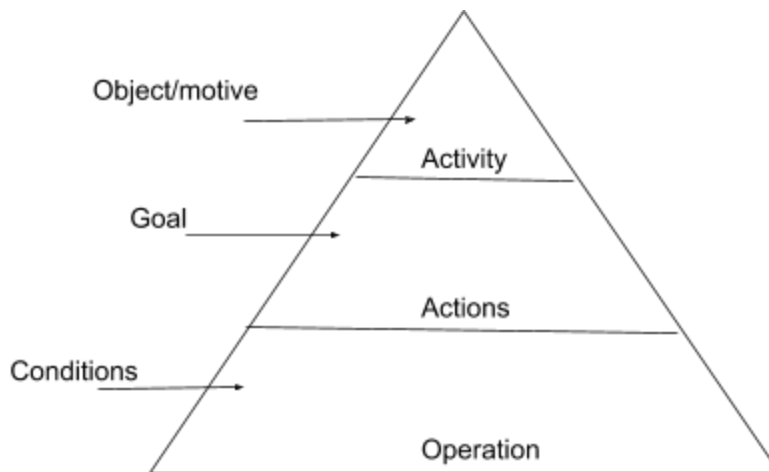 Object/motive
Activity
Goal
Actions
Conditions
Operation